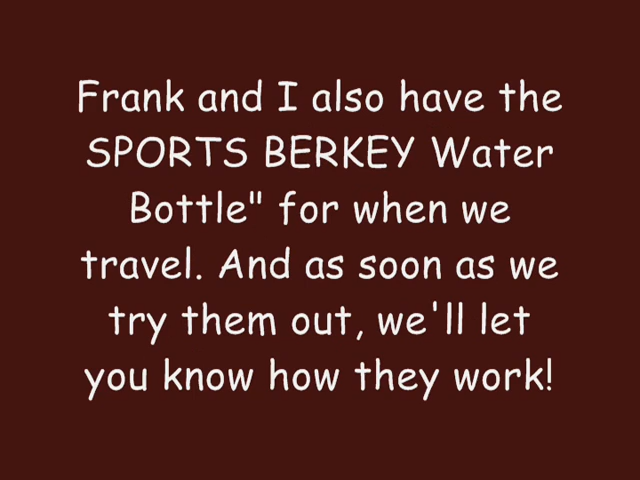 Frank and I also have the
SPORTS BERKEY Water
Bottle" for when we
travel. And as soon as we
try them out, we'll let
you know how they work!